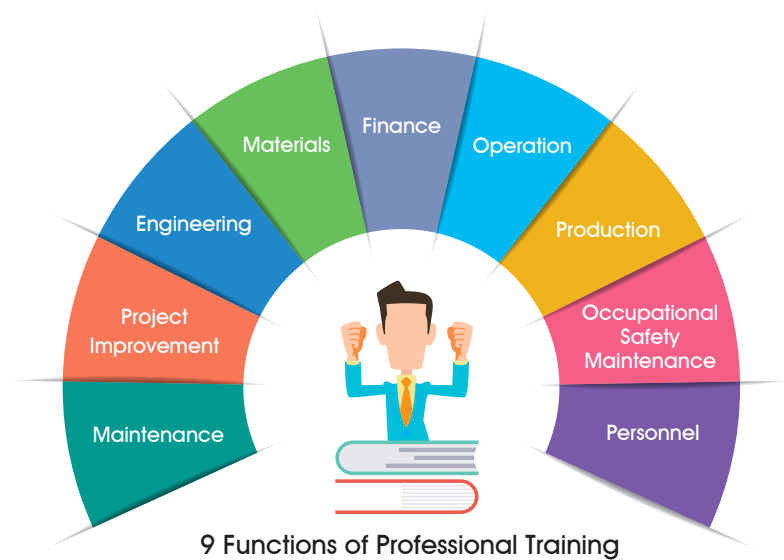 Finance
Materials
Operation
Engineering
Production
Project
Improvement
Occupational
Safety
Maintenance
Maintenance
Personnel
9 Functions of Professional Training